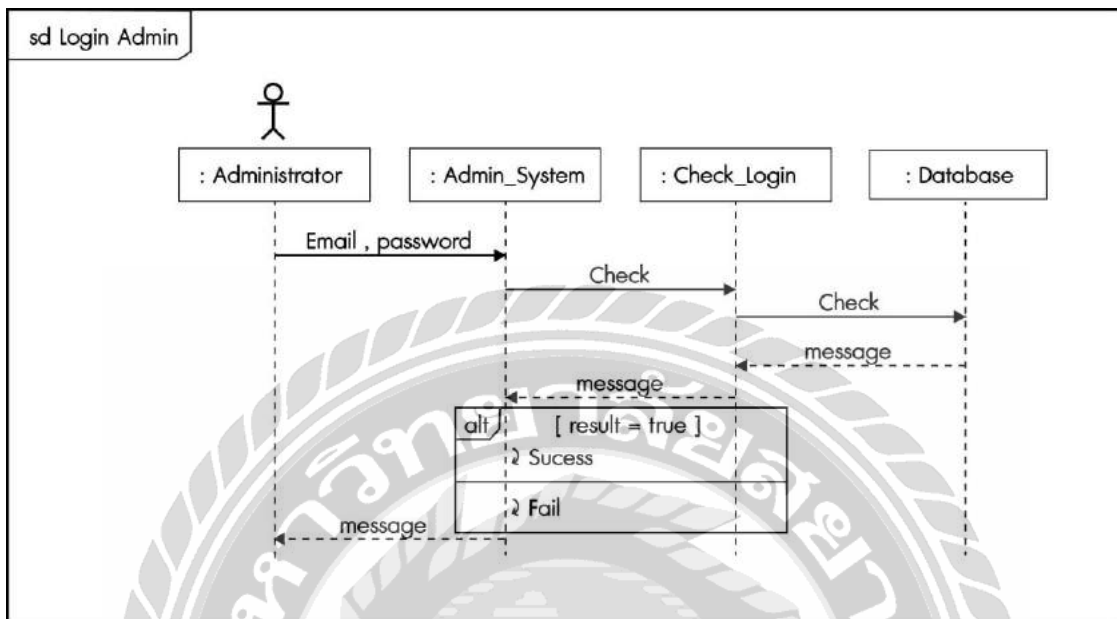 sd Login Admin
: Administrator
: Admin_System
: Check_Login
: Database
Email , password
Check
Check
message
message
alt
[ result = true ]
Sucess
Fail
message